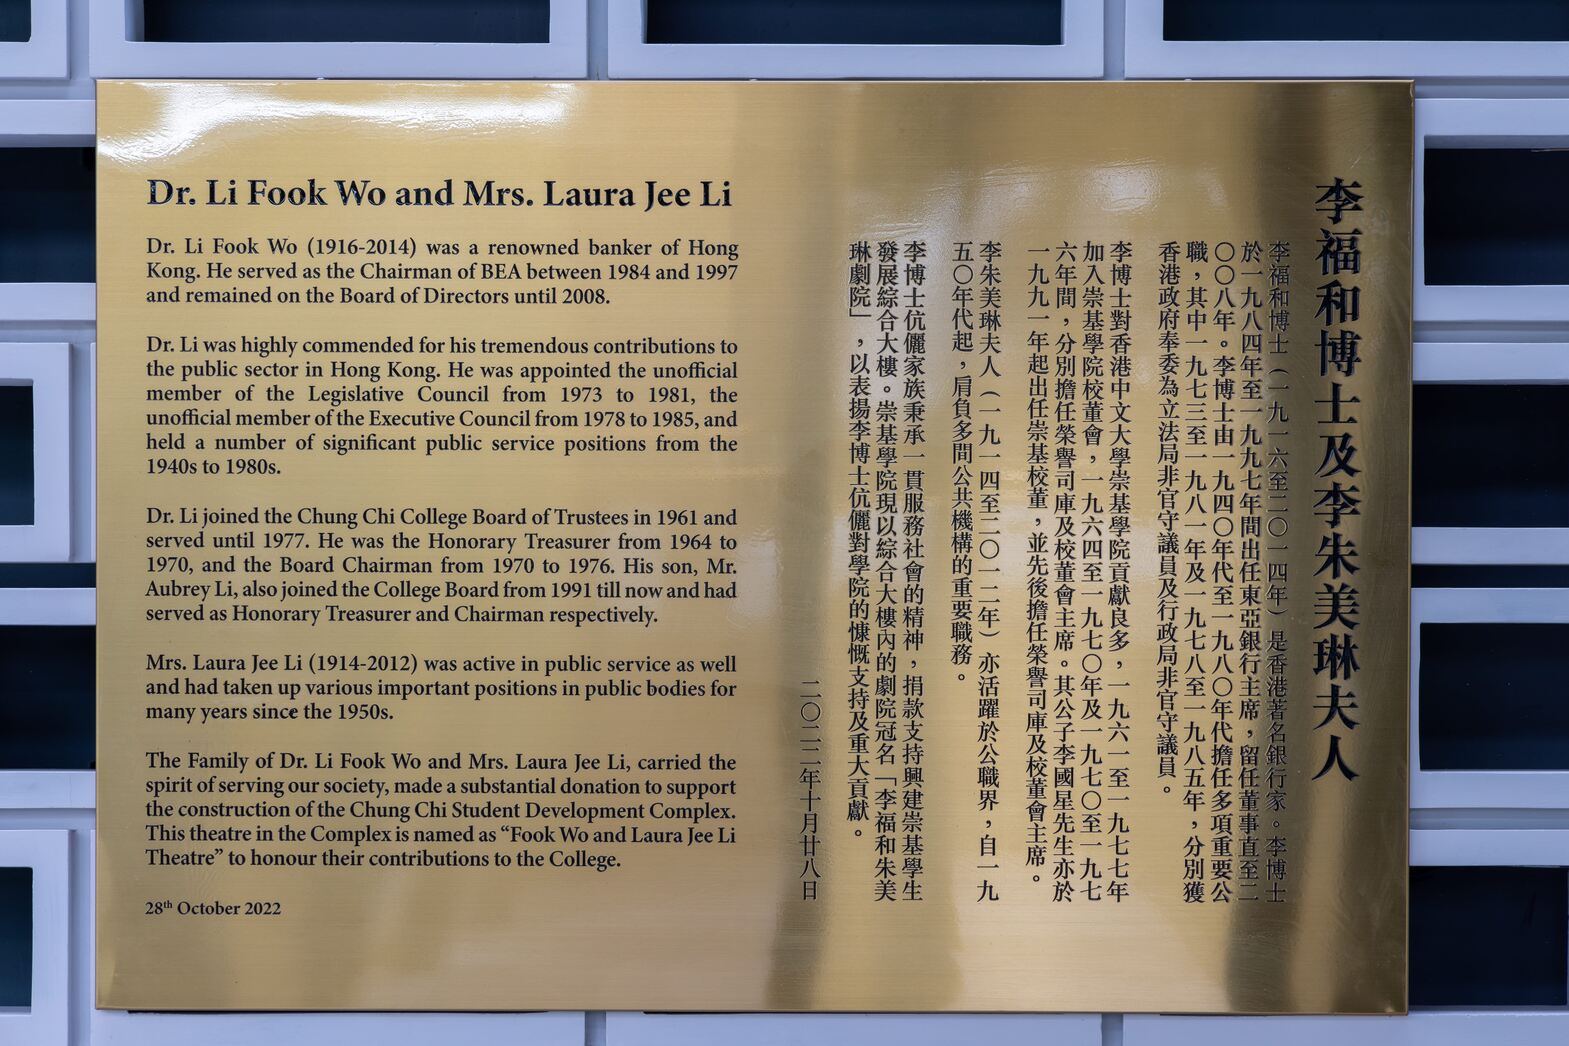 Dr. Li Fook Wo and Mrs. Laura Jee Li
Dr. Li Fook Wo (1916-2014) was a renowned banker of Hong
Kong. He served as the Chairman of BEA between 1984 and 1997
and remained on the Board of Directors until 2008.
Dr. Li was highly commended for his tremendous contributions to
the public sector in Hong Kong. He was appointed the unofficial
member of the Legislative Council from 1973 to 1981, the
unofficial member of the Executive Council from 1978 to 1985, and
held a number of significant public service positions from the
1940s to 1980s.
Dr. Li joined the Chung Chi College Board of Trustees in 1961 and
served until 1977. He was the Honorary Treasurer from 1964 to
1970, and the Board Chairman from 1970 to 1976. His son, Mr.
Aubrey Li, also joined the College Board from 1991 till now and had
served as Honorary Treasurer and Chairman respectively.
Mrs. Laura Jee Li (1914-2012) was active in public service as well
and had taken up various important positions in public bodies for
many years since the 1950s.
The Family of Dr. Li Fook Wo and Mrs. Laura Jee Li, carried the
spirit of serving our society, made a substantial donation to support
the construction of the Chung Chi Student Development Complex.
This theatre in the Complex is named as “Fook Wo and Laura Jee Li
Theatre” to honour their contributions to the College.
28th October 2022
李福和博士及李朱美琳夫人
李福和博士（一九一六至二〇一四年）是香港著名銀行家。李博士
於一九八四年至一九九七年間出任東亞銀行主席，留任董事直至二
〇〇八年。李博士由一九四〇年代至一九八〇年代擔任多項重要公
職，其中一九七三至一九八一年及一九七八至一九八五年，分別獲
香港政府奉委為立法局非官守議員及行政局非官守議員。
李博士對香港中文大學崇基學院貢獻良多，一九六一至一九七七年
加入崇基學院校董會，一九六四至一九七〇年及一九七〇至一九七
六年間，分別擔任榮譽司庫及校董會主席。其公子李國星先生亦於
一九九一年起出任崇基校董，並先後擔任榮譽司庫及校董會主席。
李朱美琳夫人（一九一四至二〇一二年）亦活躍於公職界，自一九
五〇年代起，肩負多間公共機構的重要職務。
李博士伉儷家族秉承一貫服務社會的精神，捐款支持興建崇基學生
發展綜合大樓。崇基學院現以綜合大樓內的劇院冠名「李福和朱美
琳劇院」，以表揚李博士伉儷對學院的慷慨支持及重大貢獻。
二〇二二年十月廿八日